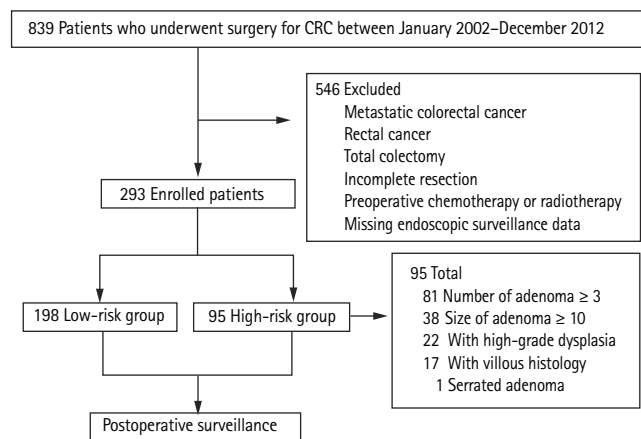 839 Patients who underwent surgery for CRC between January 2002–December 2012
546 Excluded
Metastatic colorectal cancer
Rectal cancer
Total colectomy
Incomplete resection
Preoperative chemotherapy or radiotherapy
Missing endoscopic surveillance data
293 Enrolled patients
95 Total
81 Number of adenoma ≥ 3
38 Size of adenoma ≥ 10
22 With high-grade dysplasia
17 With villous histology
1 Serrated adenoma
198 Low-risk group
95 High-risk group
Postoperative surveillance